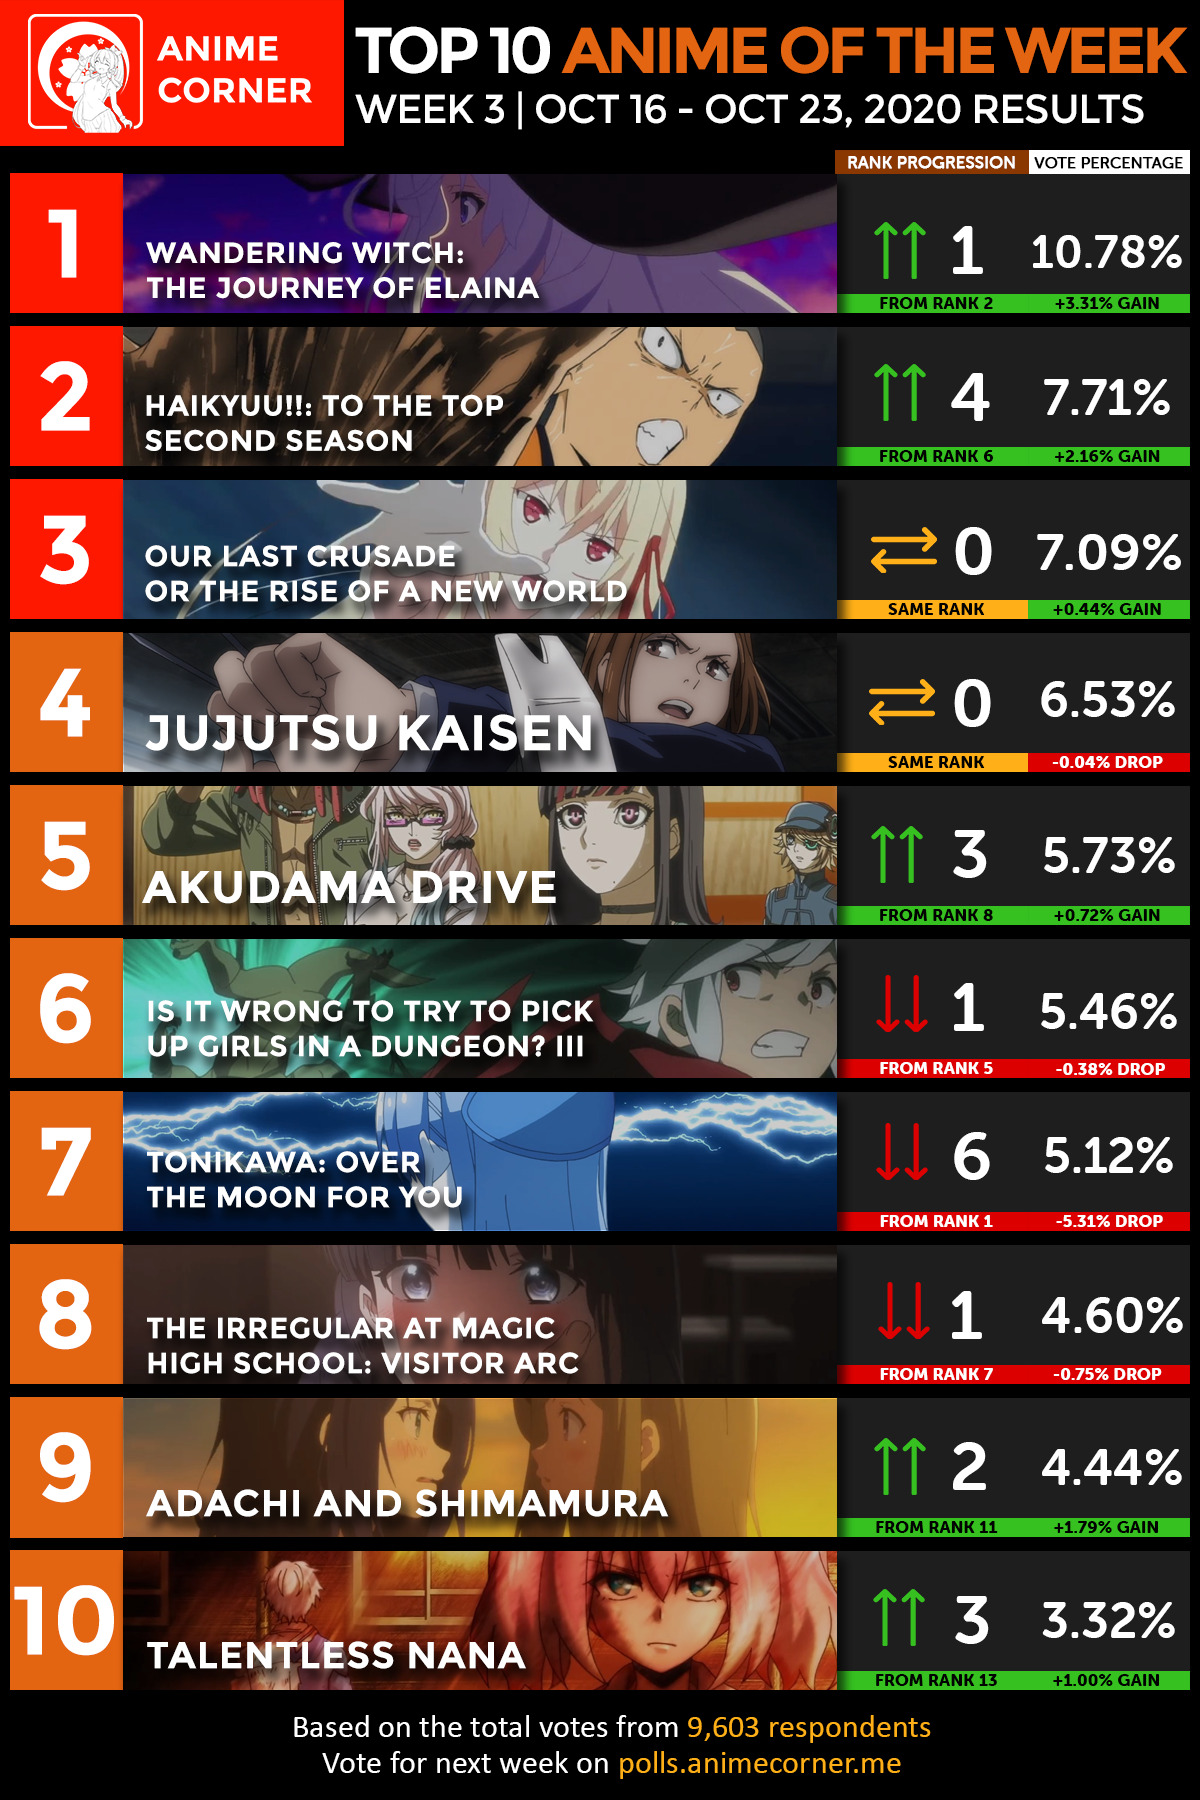 ANIME
CORNER
TOP 10 ANIME OF THE WEEK
WEEK 3 | OCT 16 - OCT 23, 2020 RESULTS
RANK PROGRESSION VOTE PERCENTAGE
1
WANDERING WITCH:
THE JOURNEY OF ELAINA
1 10.78%
FROM RANK 2 +3.31% GAIN
2
HAIKYUU!!: TO THE TOP
SECOND SEASON
4 7.71%
FROM RANK 6 +2.16% GAIN
3
OUR LAST CRUSADE
OR THE RISE OF A NEW WORLD
0 7.09%
SAME RANK +0.44% GAIN
4
JUJUTSU KAISEN
0 6.53%
SAME RANK -0.04% DROP
5
AKUDAMA DRIVE
3 5.73%
FROM RANK 8 +0.72% GAIN
6
IS IT WRONG TO TRY TO PICK
UP GIRLS IN A DUNGEON? III
1 5.46%
FROM RANK 5 -0.38% DROP
7
TONIKAWA: OVER
THE MOON FOR YOU
6 5.12%
FROM RANK 1 -5.31% DROP
8
THE IRREGULAR AT MAGIC
HIGH SCHOOL: VISITOR ARC
1 4.60%
FROM RANK 7 -0.75% DROP
9
ADACHI AND SHIMAMURA
2 4.44%
FROM RANK 11 +1.79% GAIN
10
TALENTLESS NANA
3 3.32%
FROM RANK 13 +1.00% GAIN
Based on the total votes from 9,603 respondents
Vote for next week on polls.animecorner.me